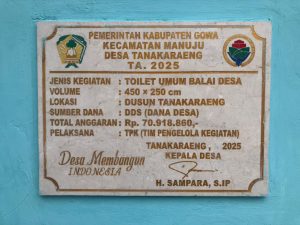 PEMERINTAH KABUPATEN GOWA
KECAMATAN MANUJU
DESA TANAKARAENG
TA. 2025
JENIS KEGIATAN : TOILET UMUM BALAI DESA
VOLUME : 450 × 250 cm
LOKASI : DUSUN TANAKARAENG
SUMBER DANA : DDS (DANA DESA)
TOTAL ANGGARAN : Rp. 70.918.860,-
PELAKSANA : TPK (TIM PENGELOLA KEGIATAN)
TANAKARAENG, 2025
KEPALA DESA
Desa Membangun
INDONESIA
H. SAMPARA, S.IP